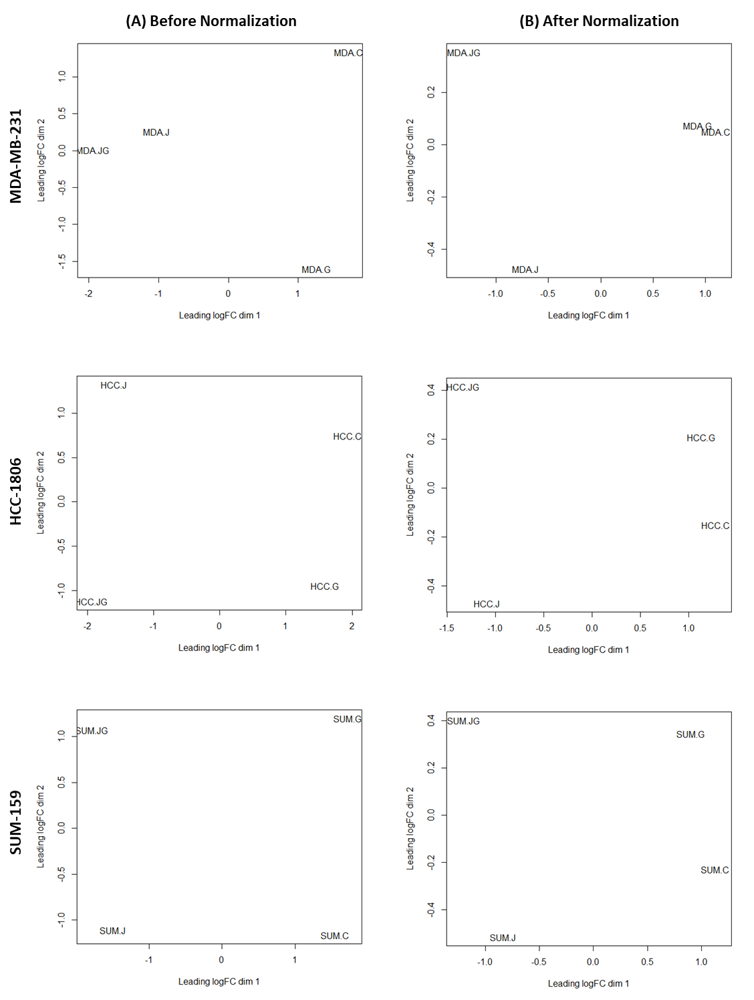 (A) Before Normalization
(B) After Normalization
MDA-MB-231
Leading logFC dim 2
1.0
0.5
0.0
-0.5
-1.0
-1.5
MDA.C
MDA.J
MDA.JG
MDA.G
-2
-1
0
1
Leading logFC dim 1
Leading logFC dim 2
0.2
0.0
-0.2
-0.4
MDA.JG
MDA.G
MDA.C
MDA.J
-1.0
-0.5
0.0
0.5
1.0
Leading logFC dim 1
HCC-1806
Leading logFC dim 2
1.0
0.5
0.0
-0.5
-1.0
HCC.J
HCC.C
HCC.G
HCC.JG
-2
-1
0
1
2
Leading logFC dim 1
Leading logFC dim 2
0.4
0.2
0.0
-0.2
-0.4
HCC.JG
HCC.G
HCC.C
HCC.J
-1.5
-1.0
-0.5
0.0
0.5
1.0
Leading logFC dim 1
SUM-159
Leading logFC dim 2
1.0
0.5
0.0
-0.5
-1.0
SUM.G
SUM.JG
SUM.J
SUM.C
-1
0
1
Leading logFC dim 1
Leading logFC dim 2
0.4
0.2
0.0
-0.2
-0.4
SUM.JG
SUM.G
SUM.C
SUM.J
-1.0
-0.5
0.0
0.5
1.0
Leading logFC dim 1